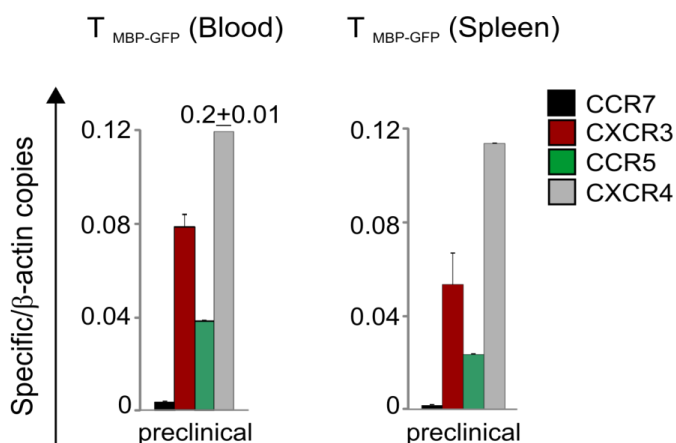 T MBP-GFP (Blood)
T MBP-GFP (Spleen)
Specific/β-actin copies
0.2+0.01
0.12
0.08
0.04
0
preclinical
0.12
0.08
0.04
0
preclinical
CCR7
CXCR3
CCR5
CXCR4